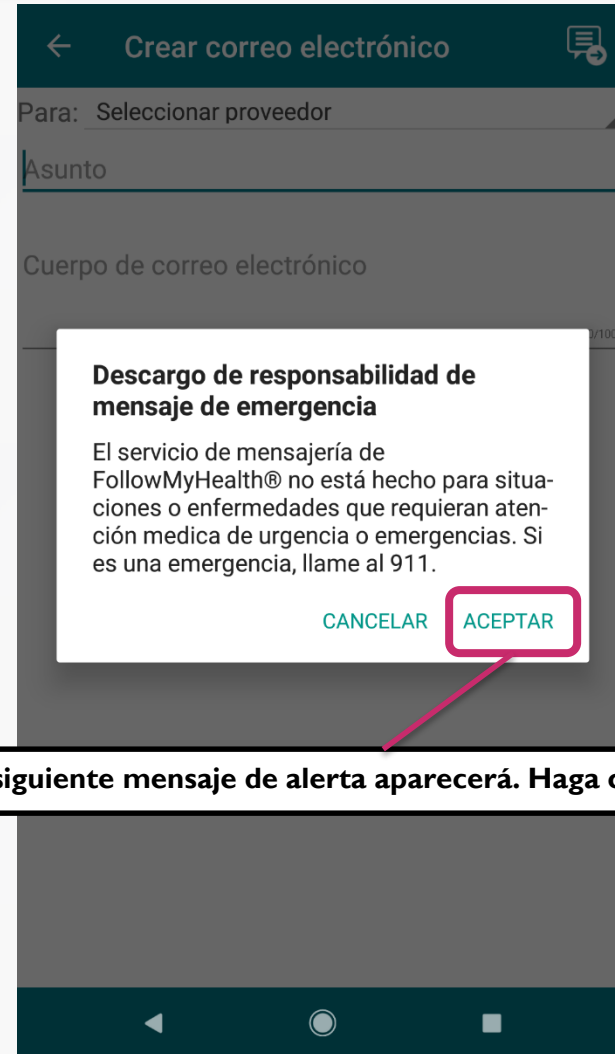 Crear correo electrónico
Para: Seleccionar proveedor
Asunto
Cuerpo de correo electrónico
Descargo de responsabilidad de
mensaje de emergencia
El servicio de mensajería de
FollowMyHealth® no está hecho para situa-
ciones o enfermedades que requieran aten-
ción medica de urgencia o emergencias. Si
es una emergencia, llame al 911.
CANCELAR ACEPTAR
siguiente mensaje de alerta aparecerá. Haga